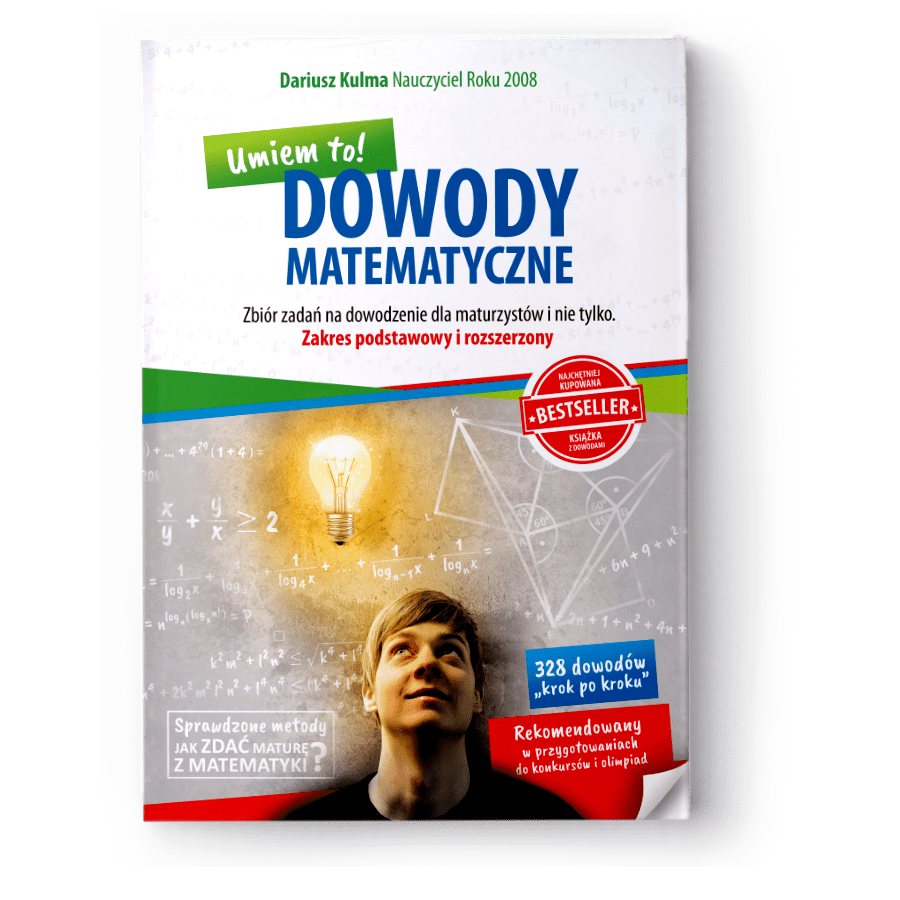 Dariusz Kulma Nauczyciel Roku 2008
Umiem to!
DOWODY
MATEMATYCZNE
Zbiór zadań na dowodzenie dla maturzystów i nie tylko.
Zakres podstawowy i rozszerzony
NAJCHĘTNIEJ
KUPOWANA
BESTSELLER
KSIĄŻKA
Z DOWODAMI
x/y + y/x ≥ 2
328 dowodów
„krok po kroku”
Rekomendowany
w przygotowaniach
do konkursów i olimpiad
Sprawdzone metody
JAK ZDAĆ MATURĘ
Z MATEMATYKI?